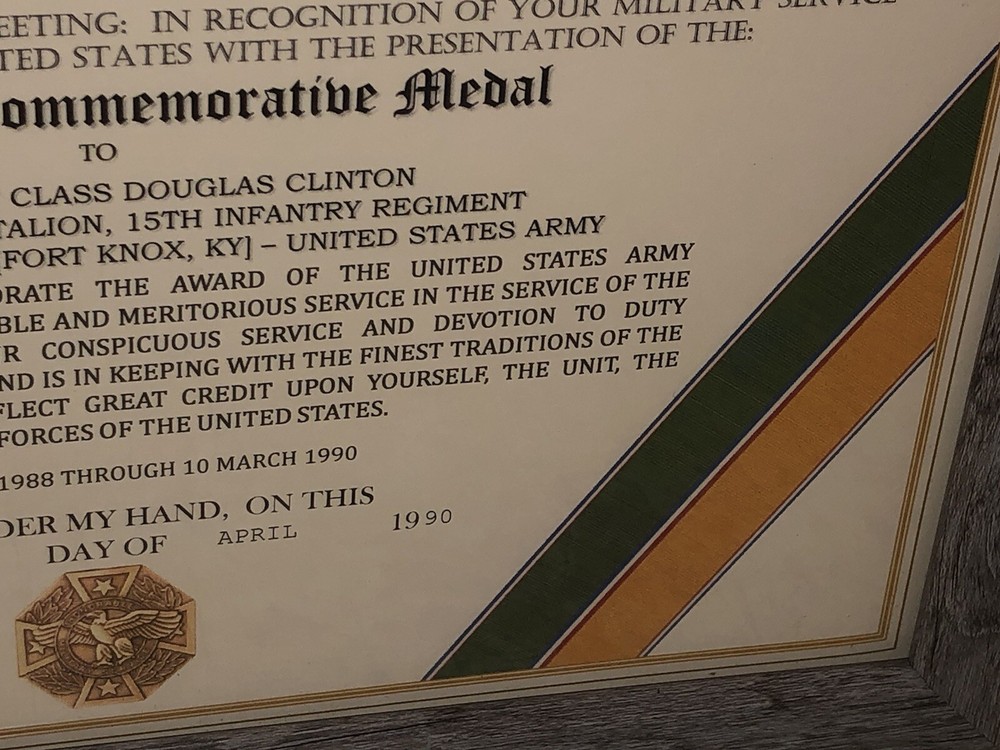 EETING: IN RECOGNITION OF YOUR MILITARY SERVICE
TED STATES WITH THE PRESENTATION OF THE:
ommemorative Medal
TO
CLASS DOUGLAS CLINTON
TALION, 15TH INFANTRY REGIMENT
[FORT KNOX, KY] – UNITED STATES ARMY
ORATE THE AWARD OF THE UNITED STATES ARMY
BLE AND MERITORIOUS SERVICE IN THE SERVICE OF THE
R CONSPICUOUS SERVICE AND DEVOTION TO DUTY
ND IS IN KEEPING WITH THE FINEST TRADITIONS OF THE
FLECT GREAT CREDIT UPON YOURSELF, THE UNIT, THE
FORCES OF THE UNITED STATES.
1988 THROUGH 10 MARCH 1990
DER MY HAND, ON THIS
DAY OF APRIL 1990